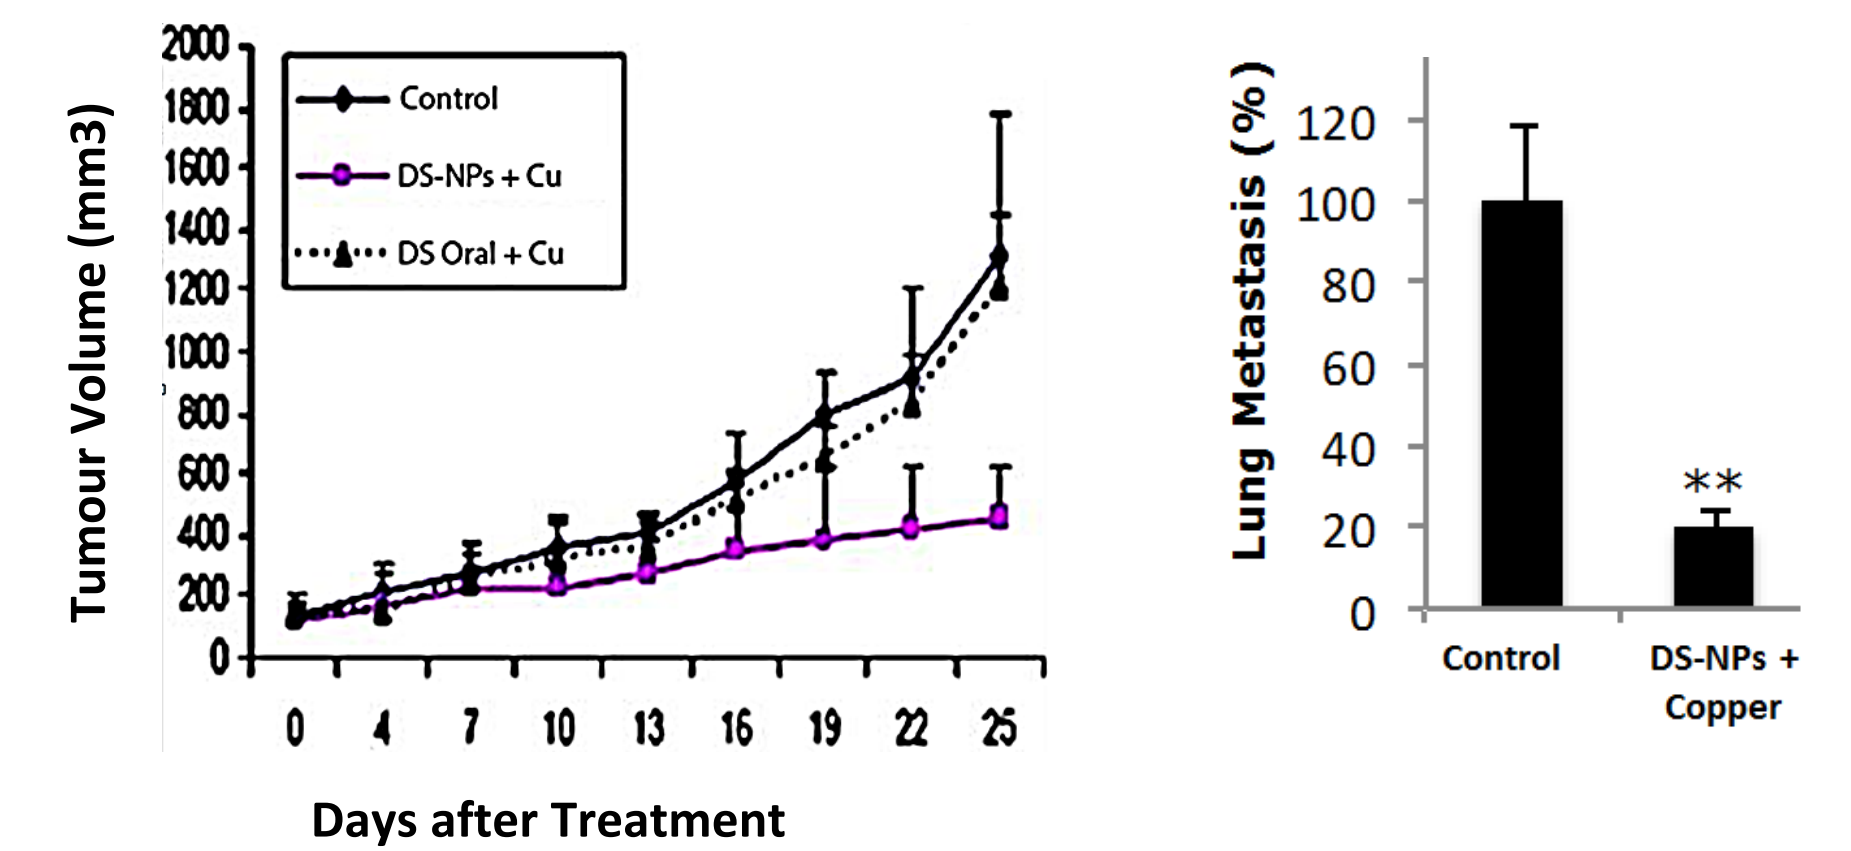 Tumour Volume (mm3)
2000
1800
1600
1400
1200
1000
800
600
400
200
0
Control
DS-NPs + Cu
DS Oral + Cu
0 4 7 10 13 16 19 22 25
Days after Treatment
Lung Metastasis (%)
120
100
80
60
40
20
0
**
Control
DS-NPs +
Copper